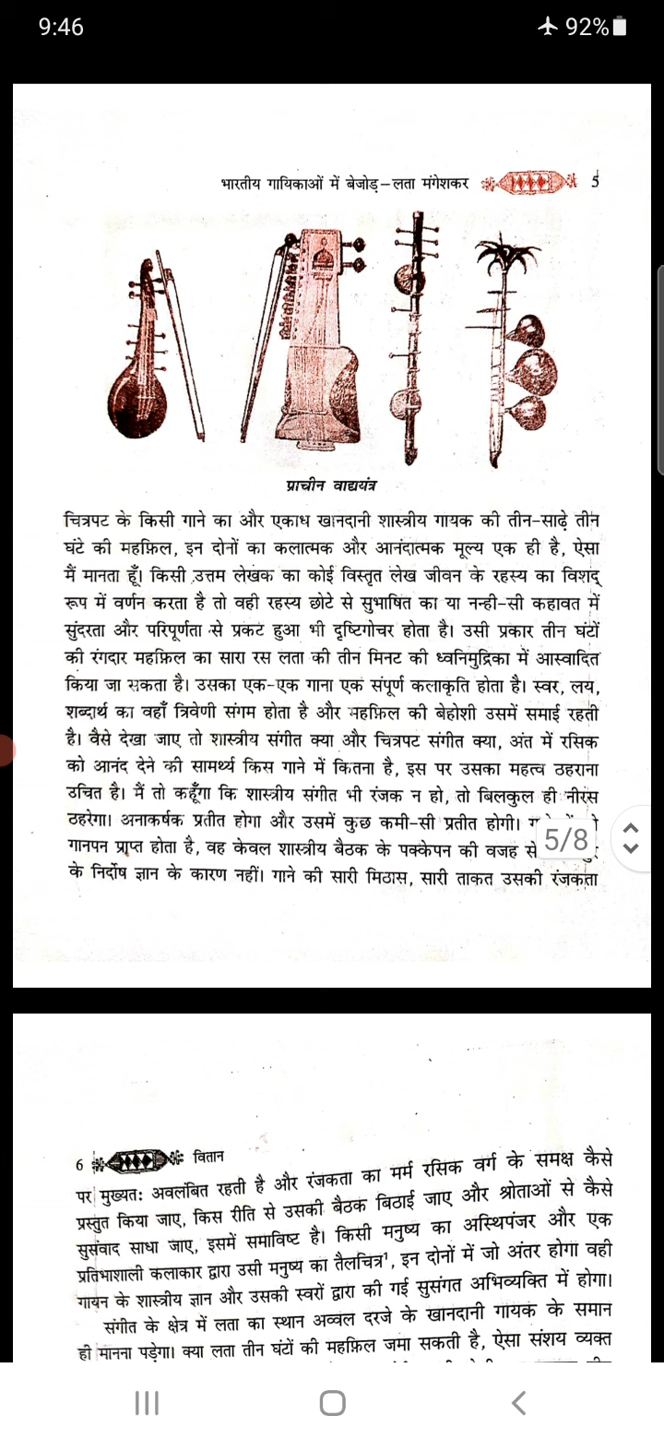 9:46
92%
भारतीय गायिकाओं में बेजोड़–लता मंगेशकर 5
प्राचीन वाद्ययंत्र
चित्रपट के किसी गाने का और एकाध खानदानी शास्त्रीय गायक की तीन-साढ़े तीन
घंटे की महफ़िल, इन दोनों का कलात्मक और आनंदात्मक मूल्य एक ही है, ऐसा
मैं मानता हूँ। किसी उत्तम लेखक का कोई विस्तृत लेख जीवन के रहस्य का विशद्
रूप में वर्णन करता है तो वही रहस्य छोटे से सुभाषित का या नन्ही-सी कहावत में
सुंदरता और परिपूर्णता से प्रकट हुआ भी दृष्टिगोचर होता है। उसी प्रकार तीन घंटों
की रंगदार महफ़िल का सारा रस लता की तीन मिनट की ध्वनिमुद्रिका में आस्वादित
किया जा सकता है। उसका एक-एक गाना एक संपूर्ण कलाकृति होता है। स्वर, लय,
शब्दार्थ का वहाँ त्रिवेणी संगम होता है और महफ़िल की बेहोशी उसमें समाई रहती
है। वैसे देखा जाए तो शास्त्रीय संगीत क्या और चित्रपट संगीत क्या, अंत में रसिक
को आनंद देने की सामर्थ्य किस गाने में कितना है, इस पर उसका महत्व ठहराना
उचित है। मैं तो कहूँगा कि शास्त्रीय संगीत भी रंजक न हो, तो बिलकुल ही नीरस
ठहरेगा। अनाकर्षक प्रतीत होगा और उसमें कुछ कमी-सी प्रतीत होगी।
गानपन प्राप्त होता है, वह केवल शास्त्रीय बैठक के पक्केपन की वजह से
5/8
के निर्दोष ज्ञान के कारण नहीं। गाने की सारी मिठास, सारी ताकत उसकी रंजकता
6 वितान
पर मुख्यतः अवलंबित रहती है और रंजकता का मर्म रसिक वर्ग के समक्ष कैसे
प्रस्तुत किया जाए, किस रीति से उसकी बैठक बिठाई जाए और श्रोताओं से कैसे
सुसंवाद साधा जाए, इसमें समाविष्ट है। किसी मनुष्य का अस्थिपंजर और एक
प्रतिभाशाली कलाकार द्वारा उसी मनुष्य का तैलचित्र¹, इन दोनों में जो अंतर होगा वही
गायन के शास्त्रीय ज्ञान और उसकी स्वरों द्वारा की गई सुसंगत अभिव्यक्ति में होगा।
संगीत के क्षेत्र में लता का स्थान अव्वल दरजे के खानदानी गायक के समान
ही मानना पड़ेगा। क्या लता तीन घंटों की महफ़िल जमा सकती है, ऐसा संशय व्यक्त